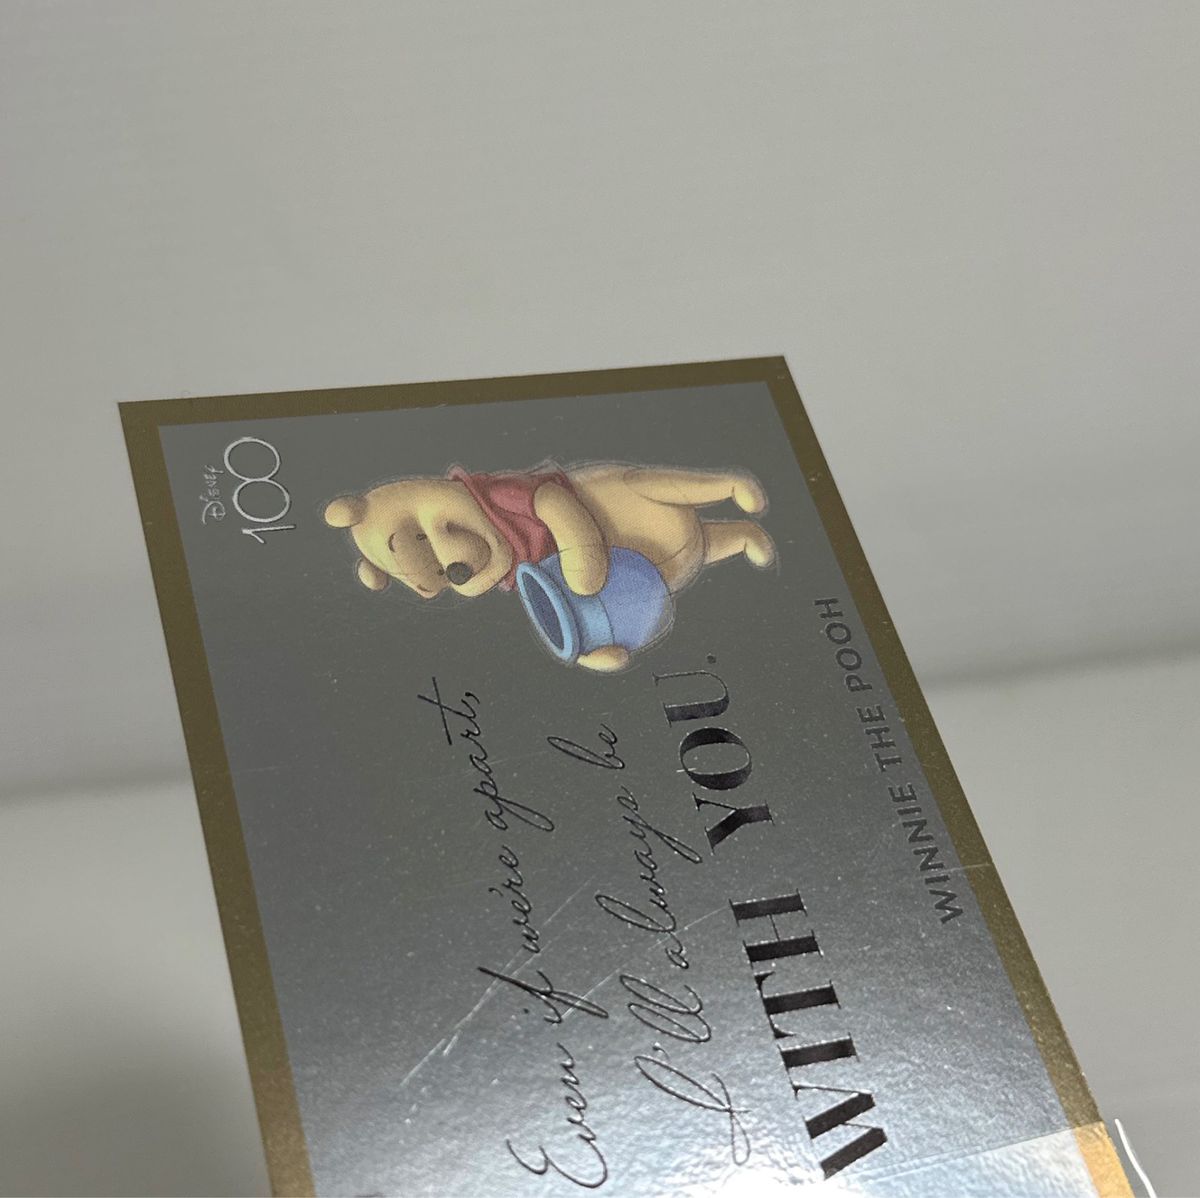 Disney
100
Even if we're apart,
I'll always be
WITH YOU.
WINNIE THE POOH